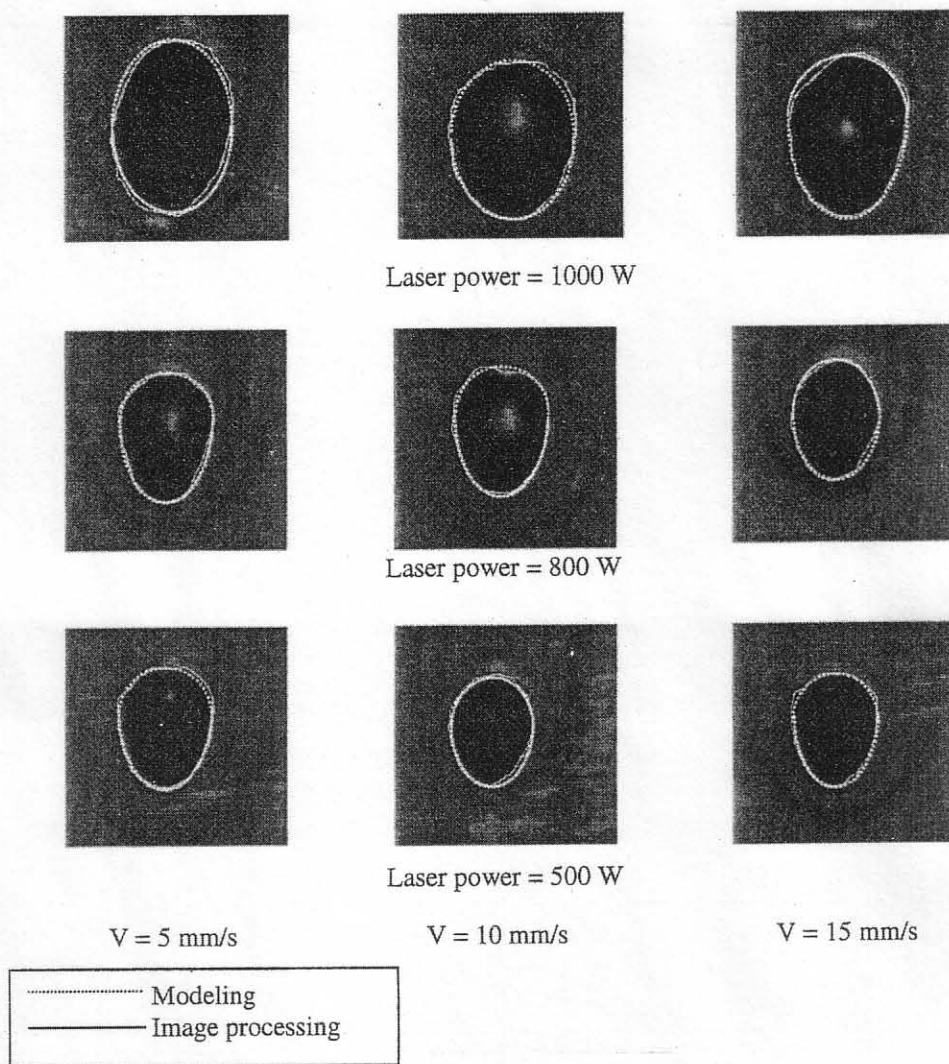 Laser power = 1000 W
Laser power = 800 W
Laser power = 500 W
V = 5 mm/s
V = 10 mm/s
V = 15 mm/s
Modeling
Image processing